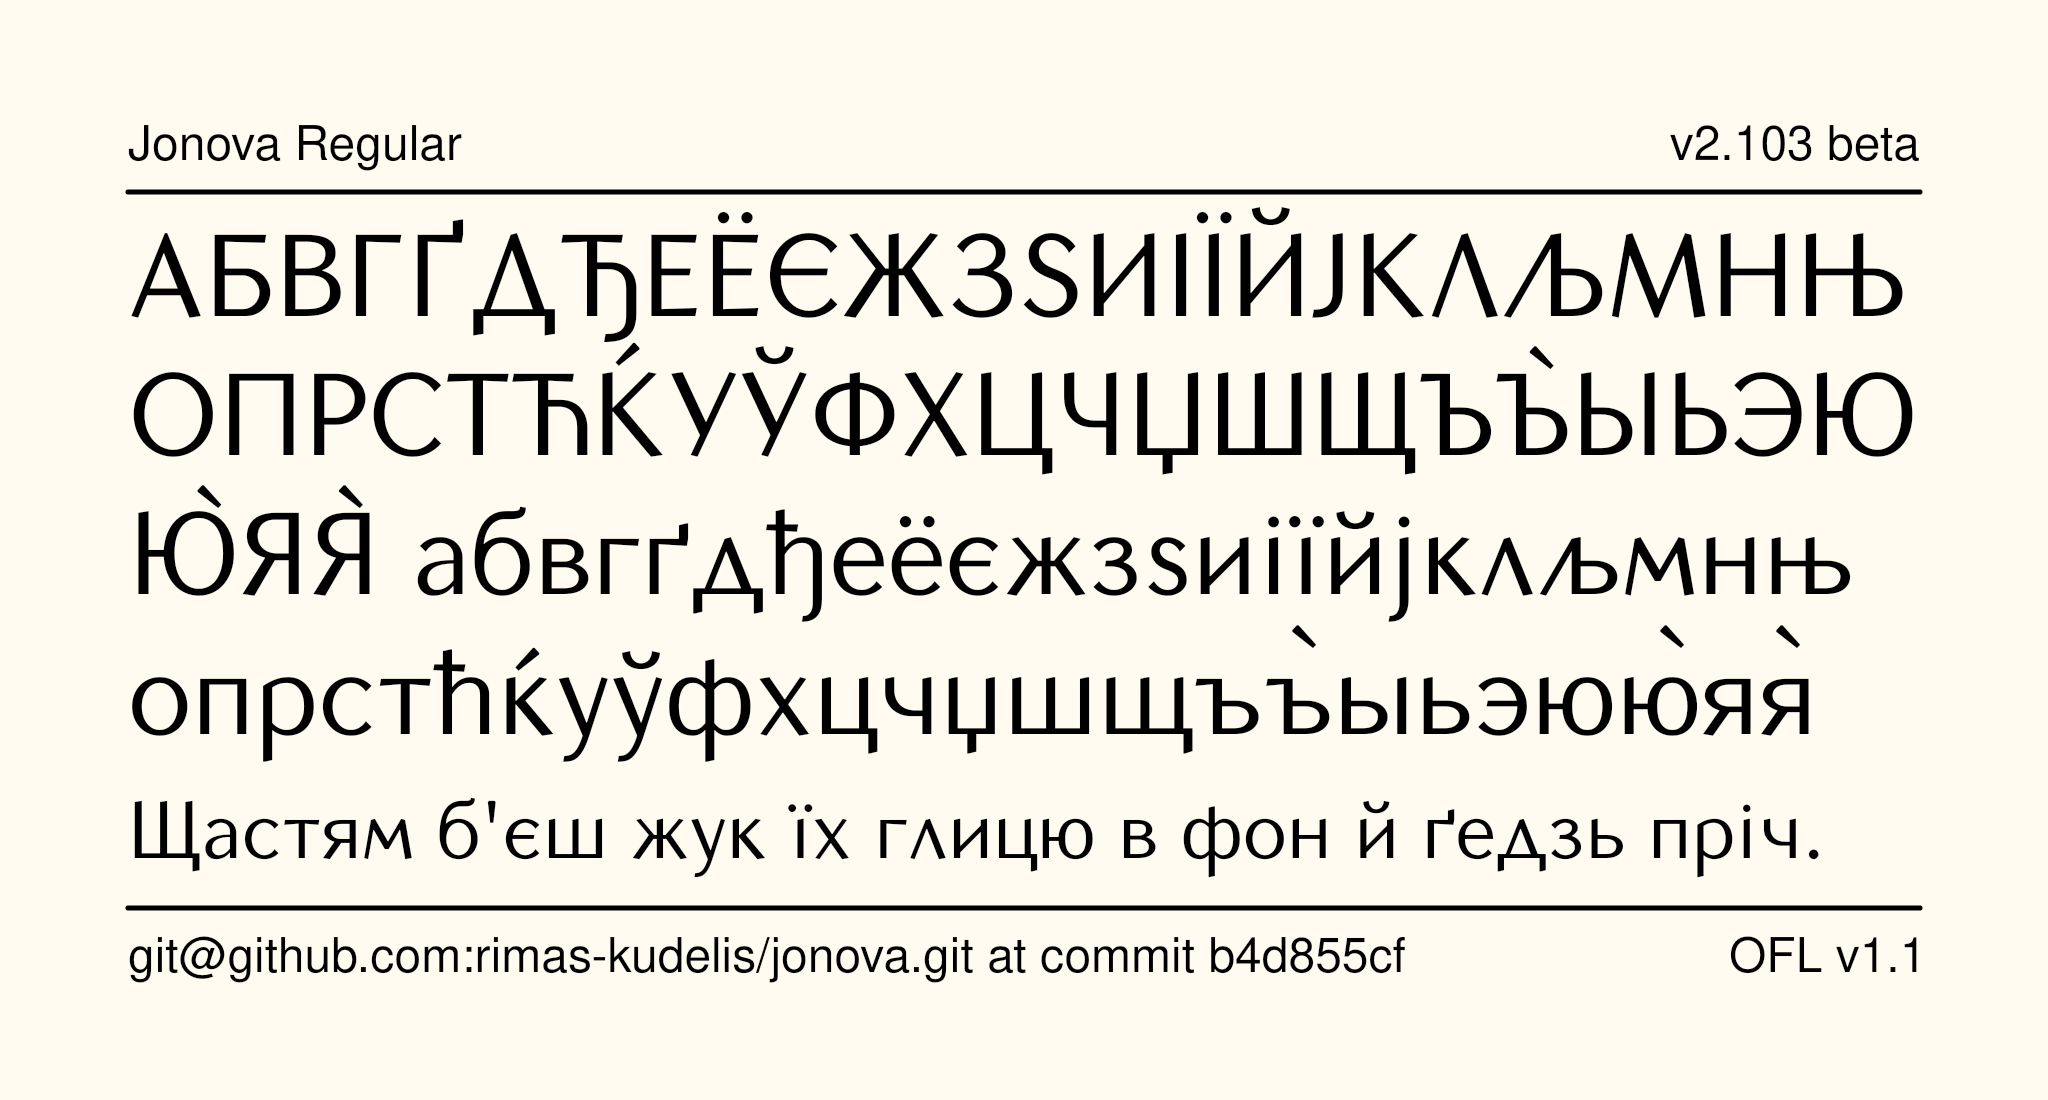 Jonova Regular
v2.103 beta
АБВГҐДЂЕЁЄЖЗЅИІЇЙЈКЛЉМНЊ
ОПРСТЋЌУЎФХЦЧЏШЩЪЪ̀ЫЬЭЮ
Ю̀ЯЯ̀ абвгґдђеёєжзѕиіїйјклљмнњ
опрстћќуўфхцчџшщъъ̀ыьэюю̀яя̀
Щастям б'єш жук їх глицю в фон й ґедзь пріч.
git@github.com:rimas-kudelis/jonova.git at commit b4d855cf
OFL v1.1